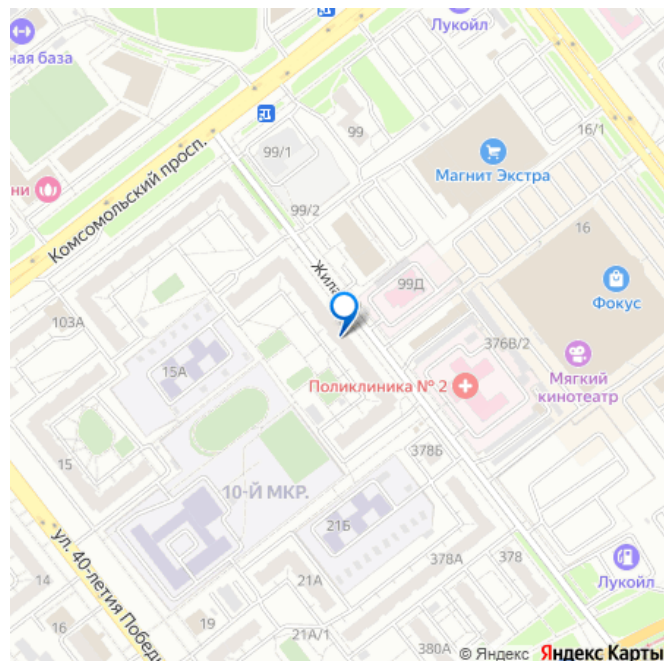 Лукойл
ная база
99
16/1
99/1
Магнит Экстра
ни
Комсомольский просп.
99/2
16
Жила
99Д
Фокус
103А
376В/2
15А
Мягкий
кинотеатр
Поликлиника № 2
378Б
15
10-Й МКР.
21Б
ул. 40-летия Победы
378А
378
14
21А
Лукойл
19
16
21А/1
380А
© Яндекс Яндекс Карты